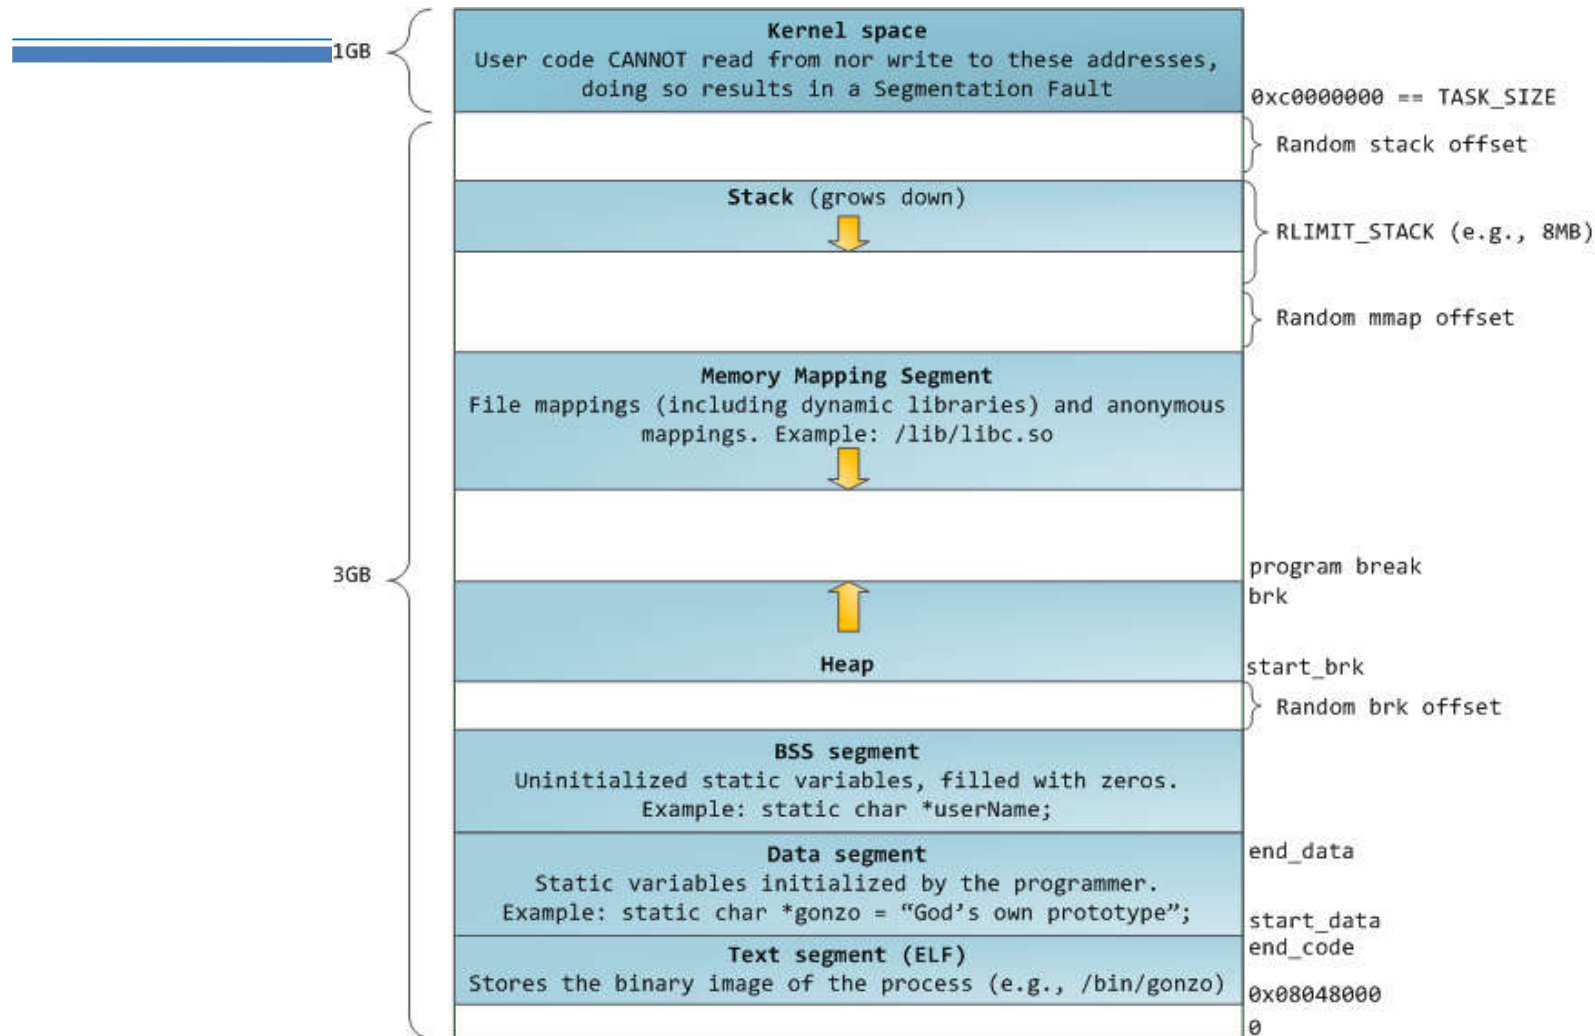 1GB
Kernel space
User code CANNOT read from nor write to these addresses,
doing so results in a Segmentation Fault
0xc0000000 == TASK_SIZE
Random stack offset
Stack (grows down)
RLIMIT_STACK (e.g., 8MB)
Random mmap offset
Memory Mapping Segment
File mappings (including dynamic libraries) and anonymous
mappings. Example: /lib/libc.so
3GB
program break
brk
Heap
start_brk
Random brk offset
BSS segment
Uninitialized static variables, filled with zeros.
Example: static char *userName;
Data segment
end_data
Static variables initialized by the programmer.
Example: static char *gonzo = “God’s own prototype”;
start_data
end_code
Text segment (ELF)
Stores the binary image of the process (e.g., /bin/gonzo)
0x08048000
0